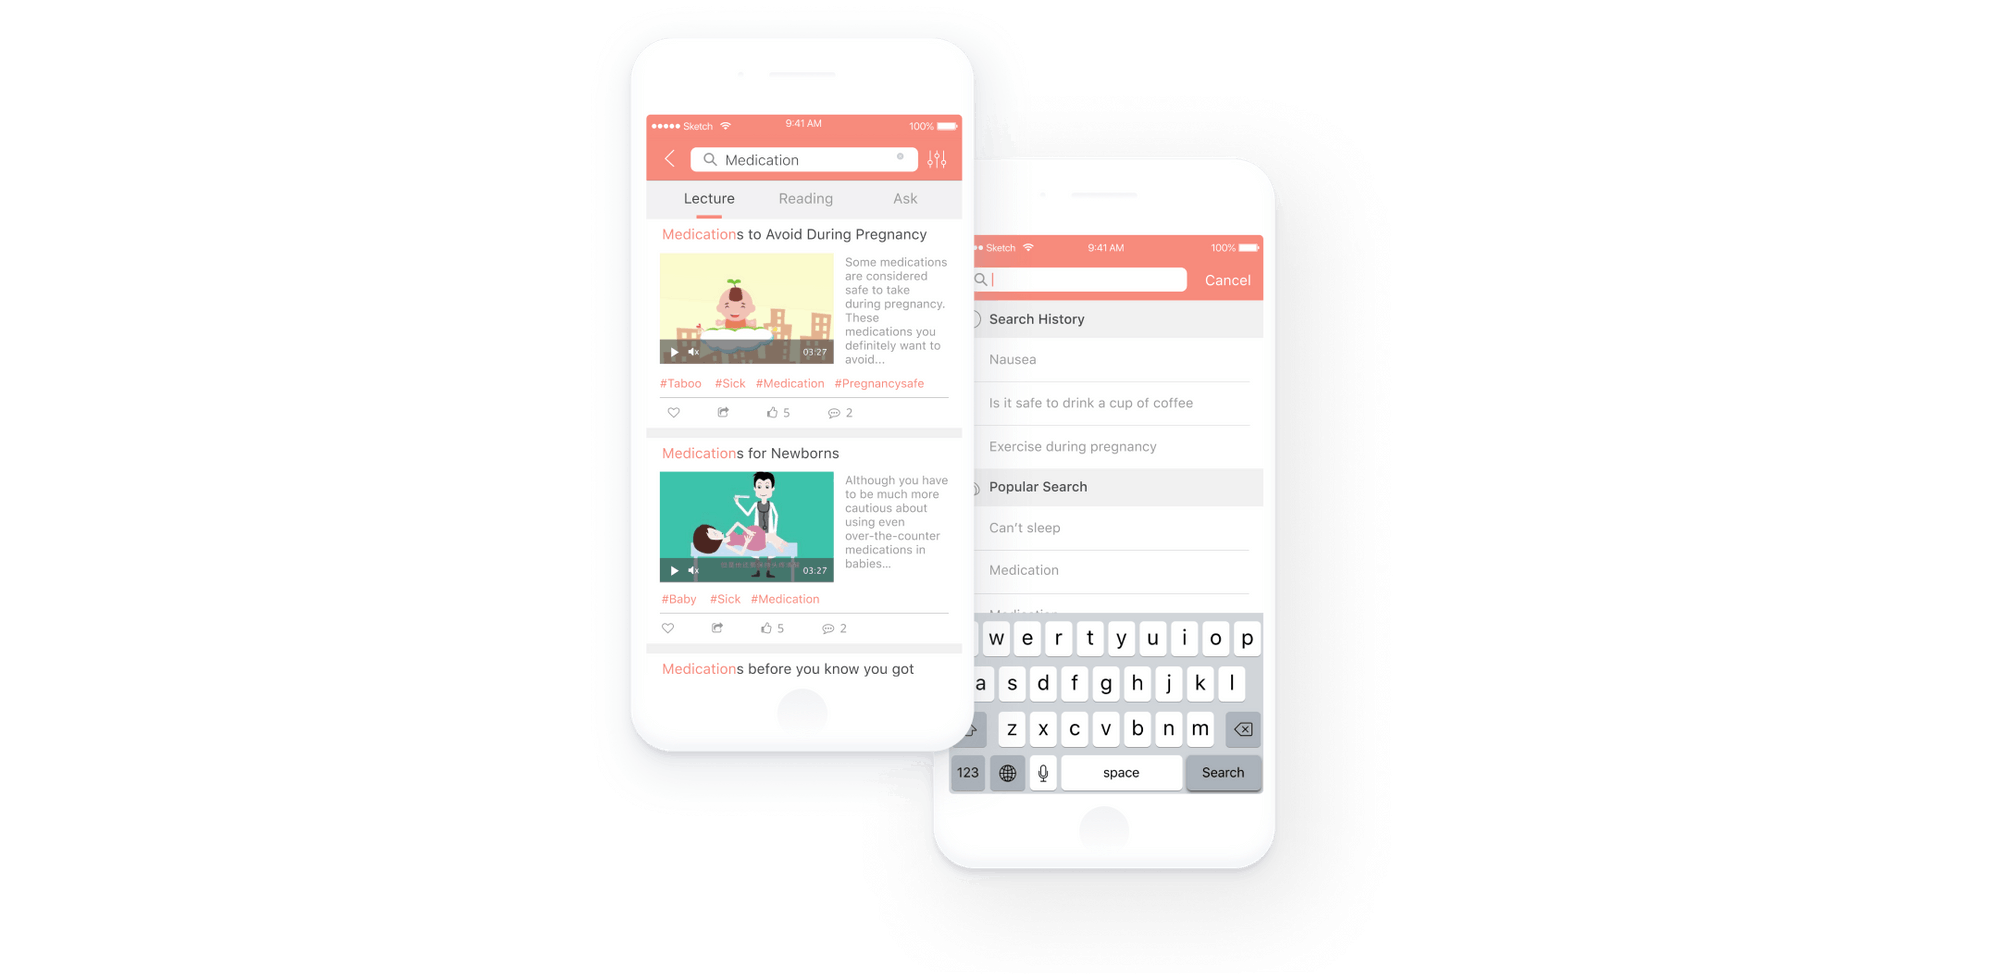 Sketch 9:41 AM 100%
Medication
Lecture Reading Ask
Medications to Avoid During Pregnancy
Some medications
are considered
safe to take
during pregnancy.
These
medications you
definitely want to
avoid...
03:27
#Taboo #Sick #Medication #Pregnancysafe
5 2
Medications for Newborns
Although you have
to be much more
cautious about
using even
over-the-counter
medications in
babies...
03:27
#Baby #Sick #Medication
5 2
Medications before you know you got
Sketch 9:41 AM 100%
Cancel
Search History
Nausea
Is it safe to drink a cup of coffee
Exercise during pregnancy
Popular Search
Can't sleep
Medication
w e r t y u i o p
a s d f g h j k l
z x c v b n m
123 space Search